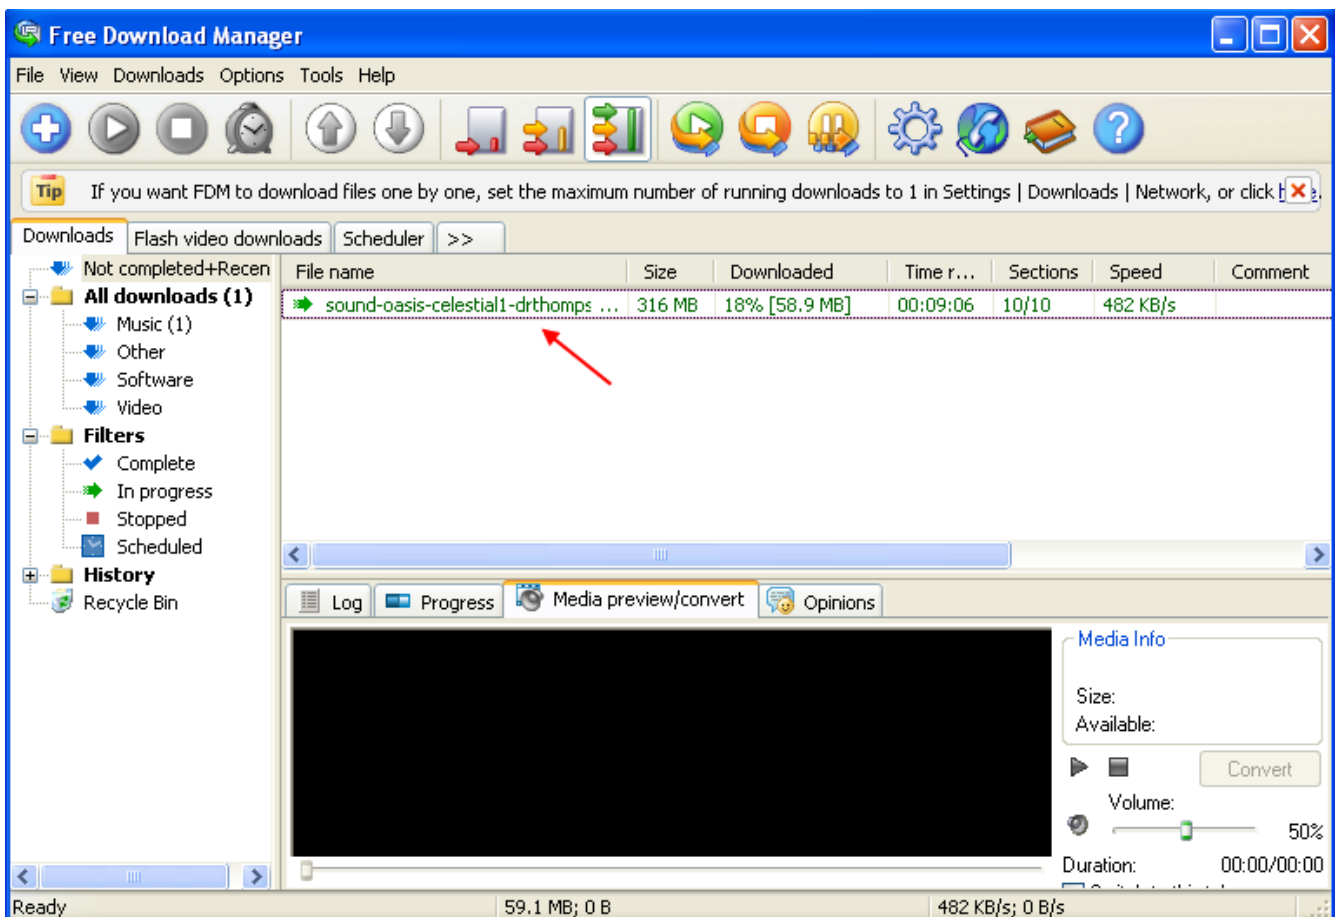 Free Download Manager
File View Downloads Options Tools Help
Tip If you want FDM to download files one by one, set the maximum number of running downloads to 1 in Settings | Downloads | Network, or click
Downloads Flash video downloads Scheduler >>
Not completed+Recen File name Size Downloaded Time r... Sections Speed Comment
All downloads (1) sound-oasis-celestial1-drthomps ... 316 MB 18% [58.9 MB] 00:09:06 10/10 482 KB/s
Music (1)
Other
Software
Video
Filters
Complete
In progress
Stopped
Scheduled
History
Recycle Bin
Log Progress Media preview/convert Opinions
Media Info
Size:
Available:
Convert
Volume:
50%
Duration: 00:00/00:00
Ready 59.1 MB; 0 B 482 KB/s; 0 B/s